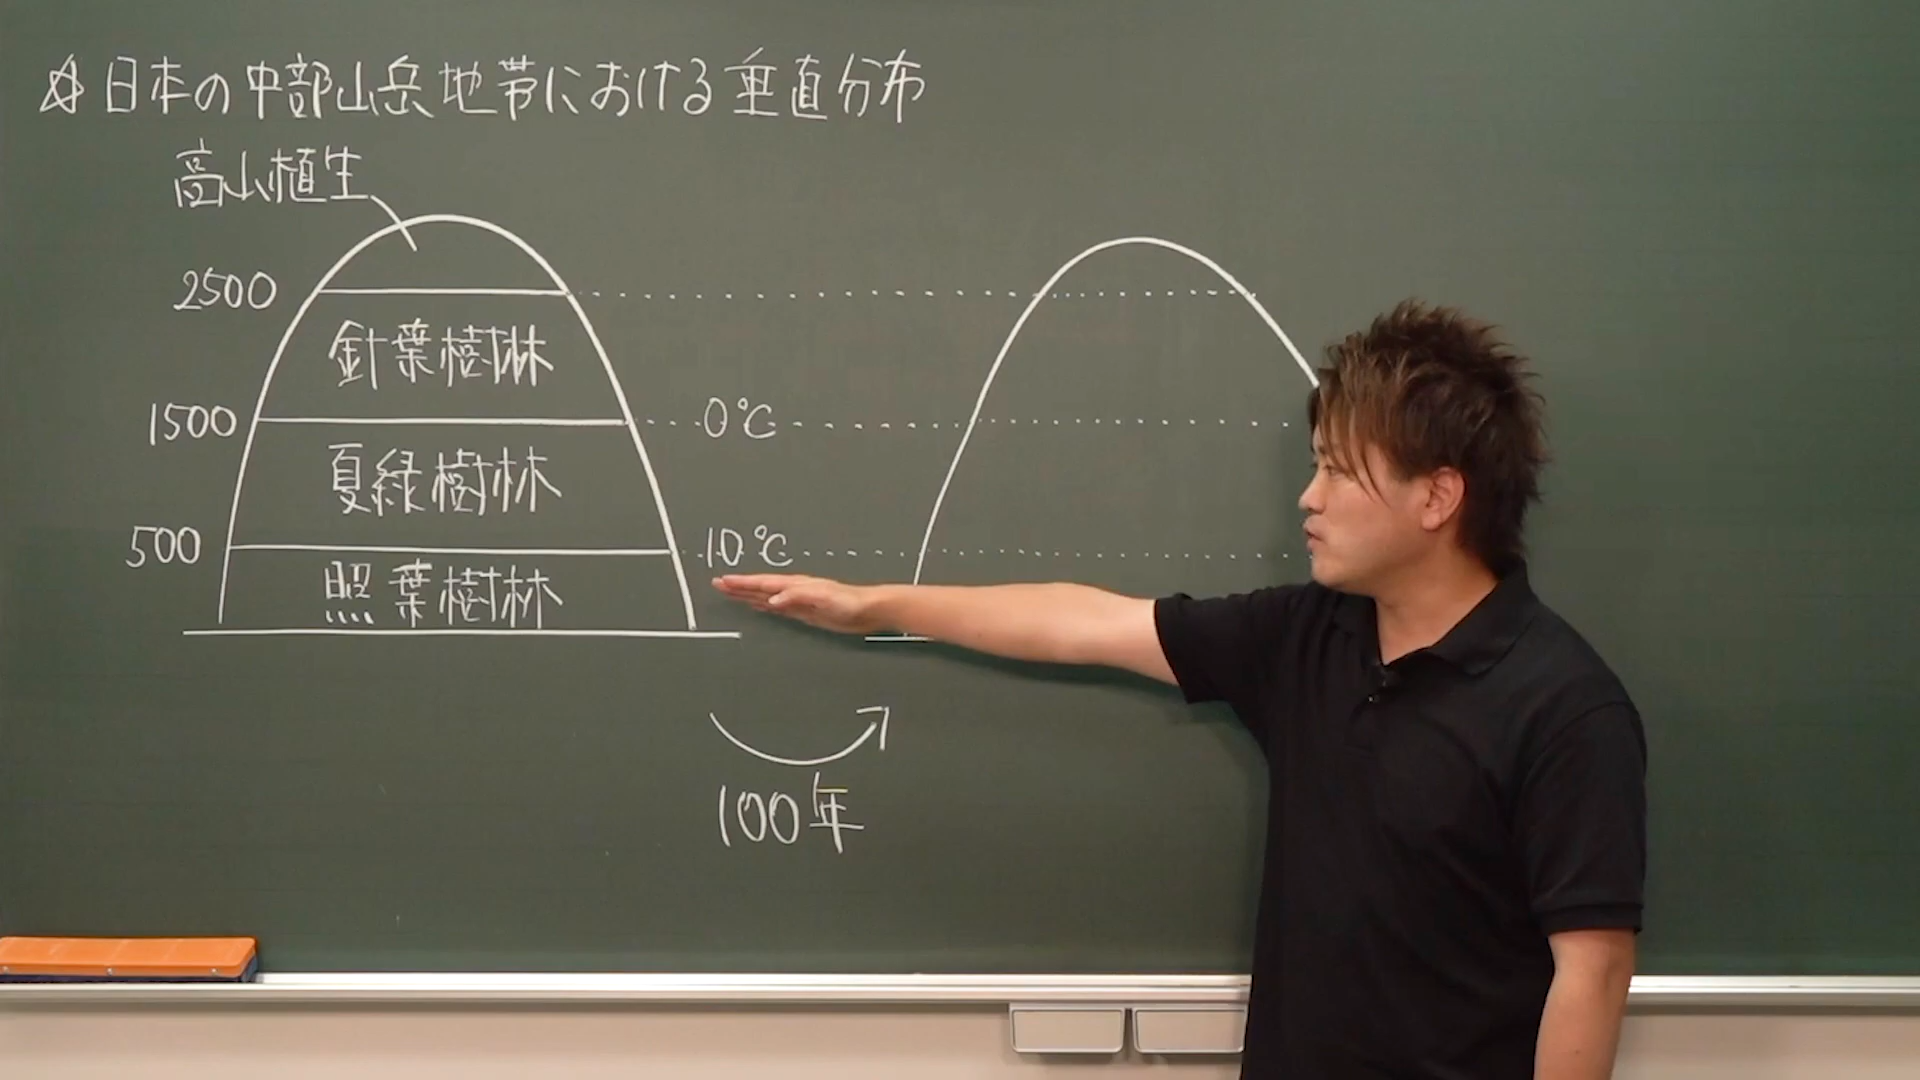 ☆日本の中部山岳地帯における垂直分布
高山植生
2500
針葉樹林
1500
0℃
夏緑樹林
500
10℃
照葉樹林
100年